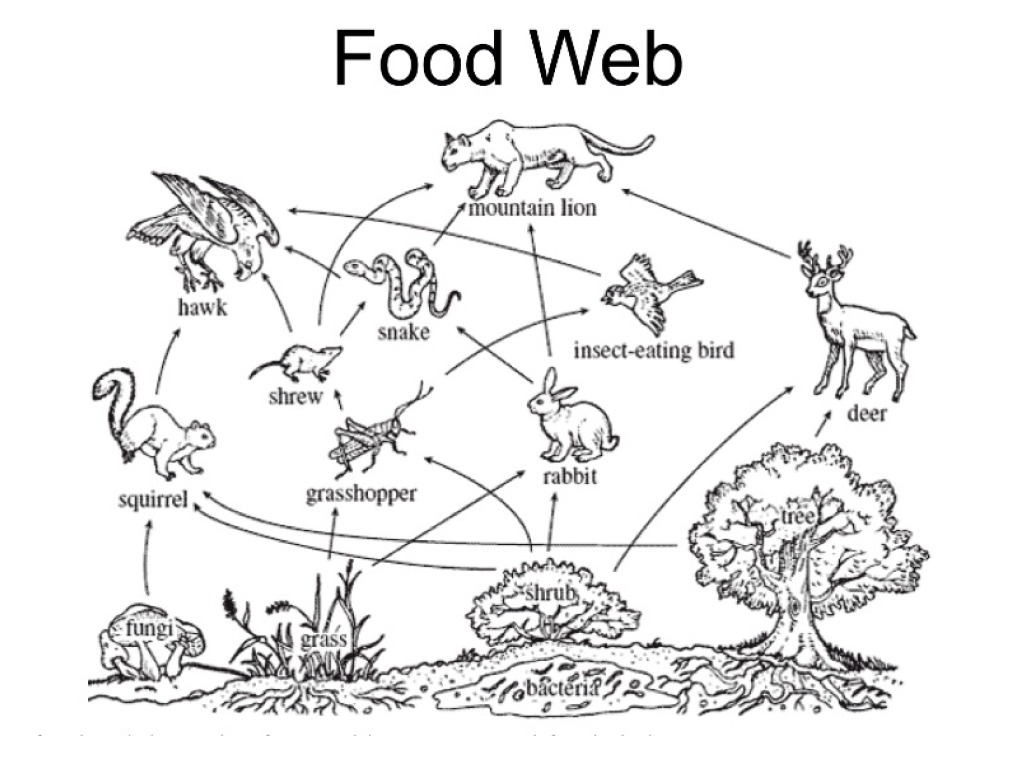 Food Web
mountain lion
hawk
snake
insect-eating bird
shrew
deer
rabbit
grasshopper
squirrel
tree
shrub
fungi
grass
bacteria